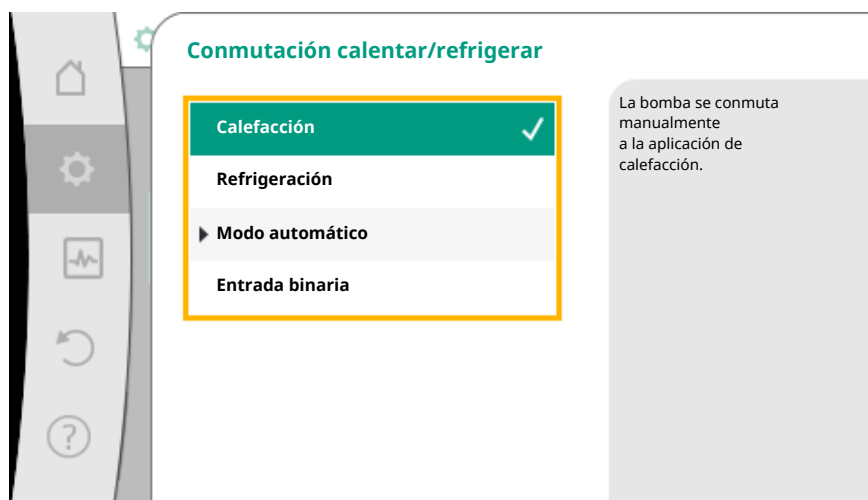 Conmutación calentar/refrigerar
Calefacción
Refrigeración
Modo automático
Entrada binaria
La bomba se conmuta
manualmente
a la aplicación de
calefacción.
?